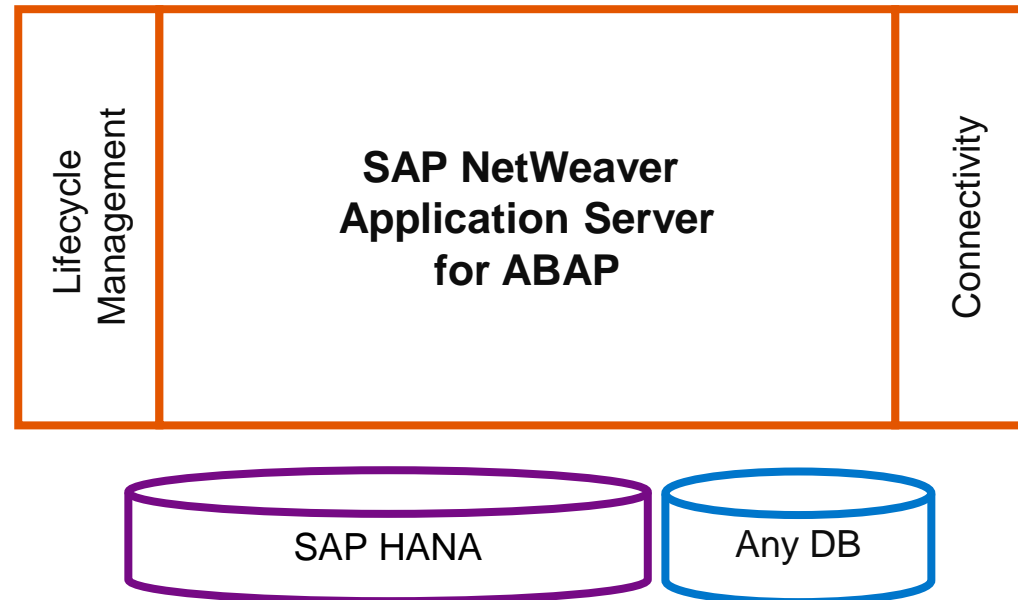 Lifecycle
Management
SAP NetWeaver
Application Server
for ABAP
Connectivity
SAP HANA
Any DB